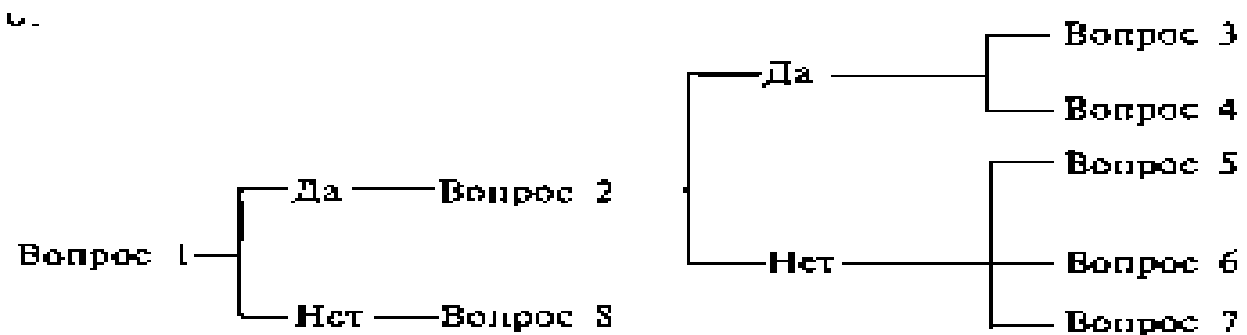 Вопрос 3
Да
Вопрос 4
Вопрос 5
Да Вопрос 2
Вопрос 1
Нет Вопрос 6
Нет Вопрос 8
Вопрос 7